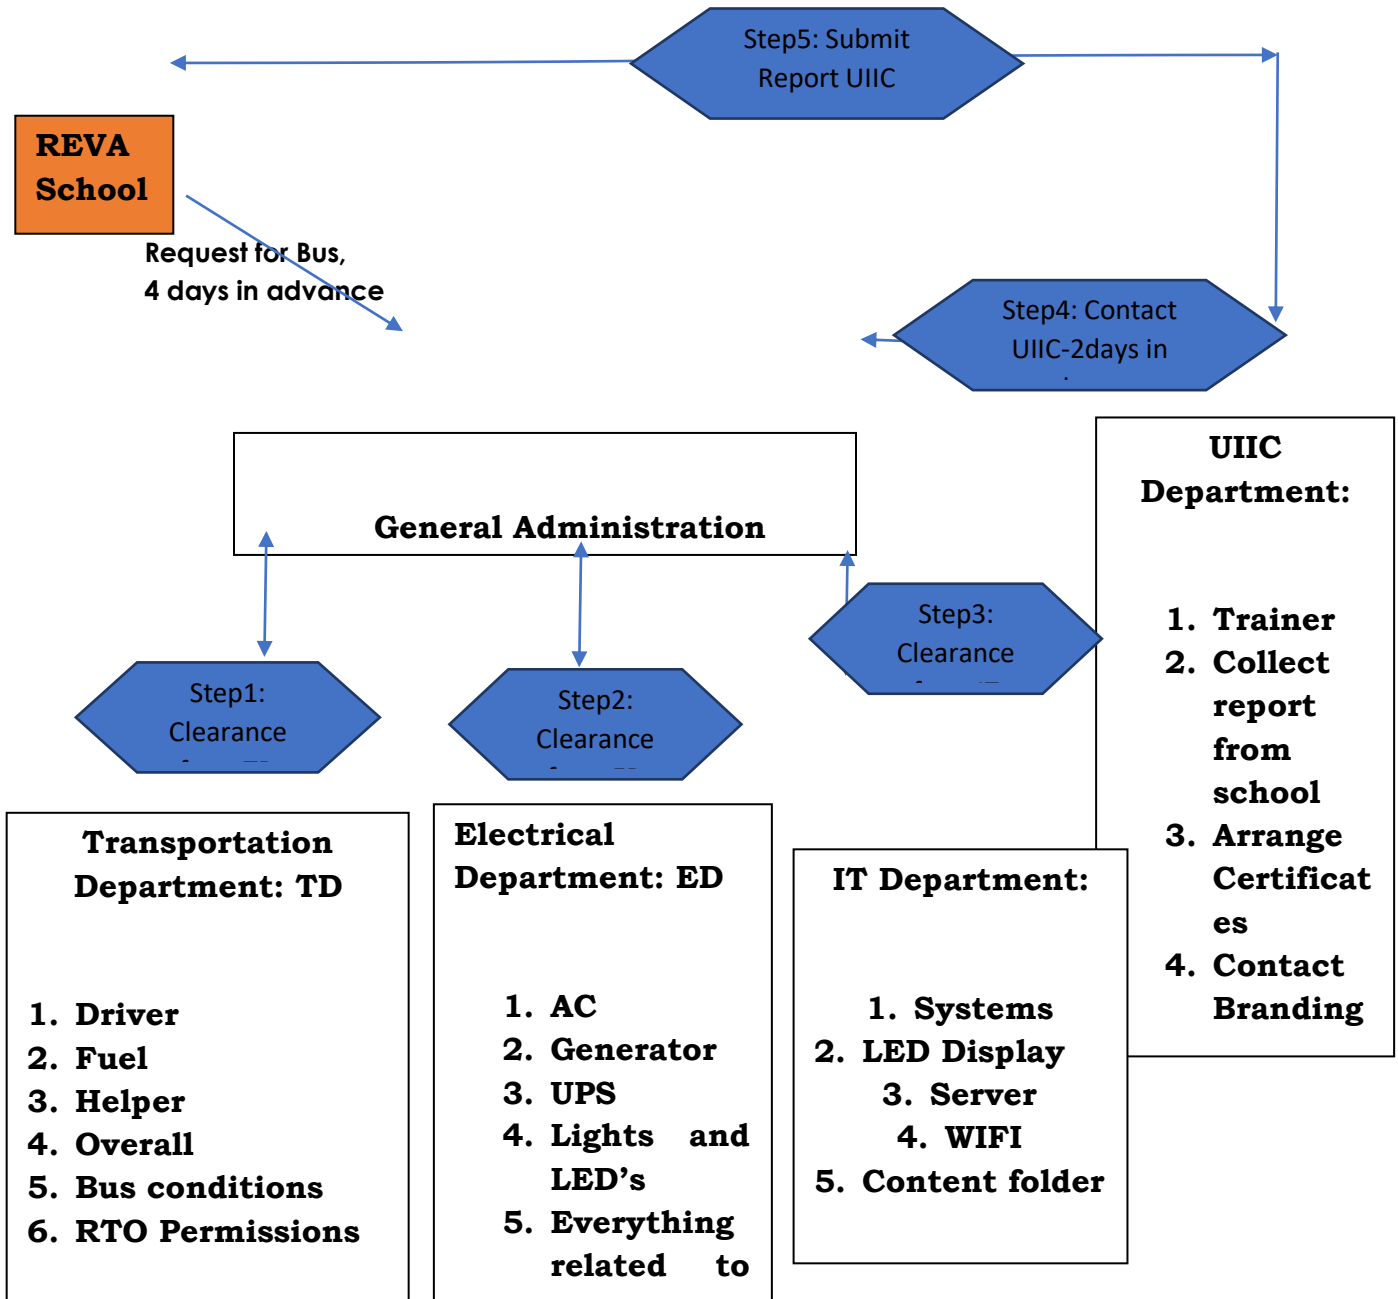 Step5: Submit
Report UIIC
REVA
School
Request for Bus,
4 days in advance
Step4: Contact
UIIC-2days in
General Administration
UIIC
Department:
1. Trainer
2. Collect
report
from
school
3. Arrange
Certificat
es
4. Contact
Branding
Step3:
Clearance
Step1:
Clearance
Step2:
Clearance
Transportation
Department: TD
1. Driver
2. Fuel
3. Helper
4. Overall
5. Bus conditions
6. RTO Permissions
Electrical
Department: ED
1. AC
2. Generator
3. UPS
4. Lights and
LED’s
5. Everything
related to
IT Department:
1. Systems
2. LED Display
3. Server
4. WIFI
5. Content folder